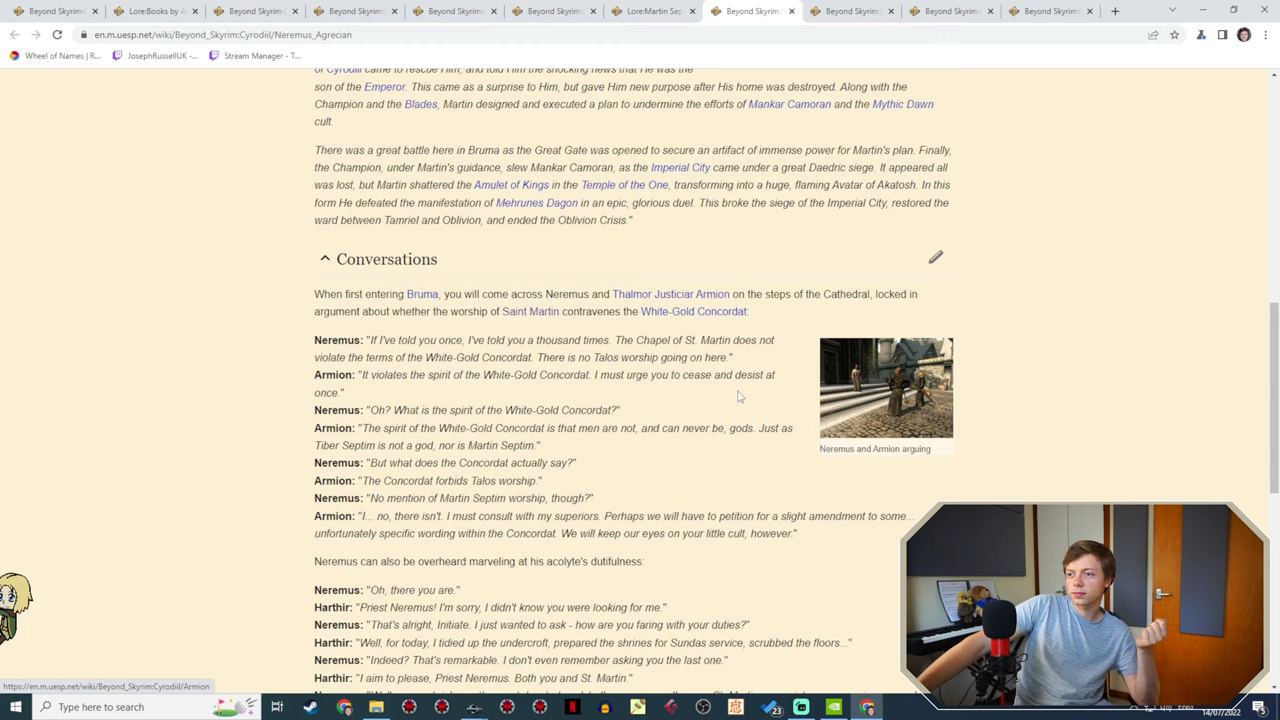 Beyond Skyrim:
Lore:Books by A
Beyond Skyrim:
Beyond Skyrim:
Beyond Skyrim:
Beyond Skyrim:
Lore:Martin Sep
Beyond Skyrim:
Beyond Skyrim:
Beyond Skyrim:
Beyond Skyrim:
en.m.uesp.net/wiki/Beyond_Skyrim:Cyrodiil/Neremus_Agrecian
Wheel of Names | R...
JosephRussellUK -...
Stream Manager - T...
of Cyrodiil came to rescue Him, and told Him the shocking news that He was the
son of the Emperor. This came as a surprise to Him, but gave Him new purpose after His home was destroyed. Along with the
Champion and the Blades, Martin designed and executed a plan to undermine the efforts of Mankar Camoran and the Mythic Dawn
cult.
There was a great battle here in Bruma as the Great Gate was opened to secure an artifact of immense power for Martin's plan. Finally,
the Champion, under Martin's guidance, slew Mankar Camoran, as the Imperial City came under a great Daedric siege. It appeared all
was lost, but Martin shattered the Amulet of Kings in the Temple of the One, transforming into a huge, flaming Avatar of Akatosh. In this
form He defeated the manifestation of Mehrunes Dagon in an epic, glorious duel. This broke the siege of the Imperial City, restored the
ward between Tamriel and Oblivion, and ended the Oblivion Crisis."
Conversations
When first entering Bruma, you will come across Neremus and Thalmor Justiciar Armion on the steps of the Cathedral, locked in
argument about whether the worship of Saint Martin contravenes the White-Gold Concordat:
Neremus: "If I've told you once, I've told you a thousand times. The Chapel of St. Martin does not
violate the terms of the White-Gold Concordat. There is no Talos worship going on here."
Armion: "It violates the spirit of the White-Gold Concordat. I must urge you to cease and desist at
once."
Neremus: "Oh? What is the spirit of the White-Gold Concordat?"
Armion: "The spirit of the White-Gold Concordat is that men are not, and can never be, gods. Just as
Tiber Septim is not a god, nor is Martin Septim."
Neremus: "But what does the Concordat actually say?"
Armion: "The Concordat forbids Talos worship."
Neremus: "No mention of Martin Septim worship, though?"
Armion: "I... no, there isn't. I must consult with my superiors. Perhaps we will have to petition for a slight amendment to some...
unfortunately specific wording within the Concordat. We will keep our eyes on your little cult, however."
Neremus and Armion arguing
Neremus can also be overheard marveling at his acolyte's dutifulness:
Neremus: "Oh, there you are."
Harthir: "Priest Neremus! I'm sorry, I didn't know you were looking for me."
Neremus: "That's alright, Initiate. I just wanted to ask - how are you faring with your duties?"
Harthir: "Well, for today, I tidied up the undercroft, prepared the shrines for Sundas service, scrubbed the floors..."
Neremus: "Indeed? That's remarkable. I don't even remember asking you the last one."
Harthir: "I aim to please, Priest Neremus. Both you and St. Martin."
https://en.m.uesp.net/wiki/Beyond_Skyrim:Cyrodiil/Armion
Type here to search
23
14/07/2022